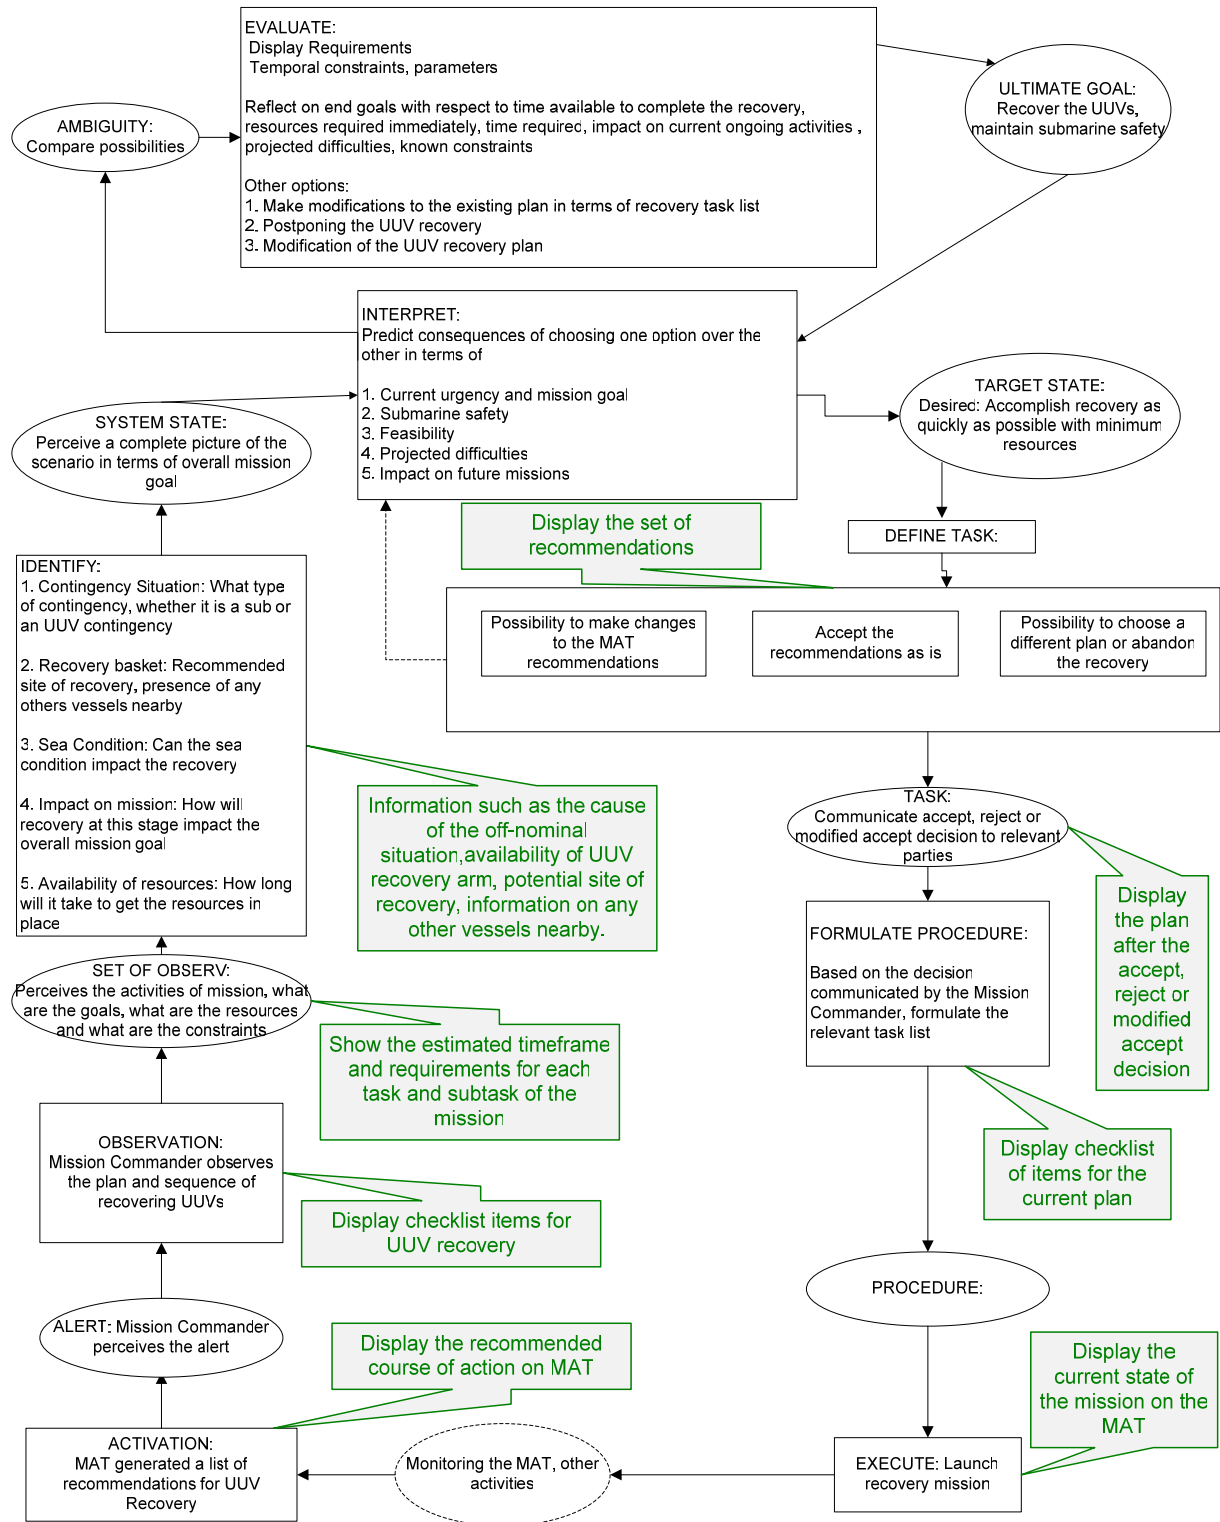 EVALUATE:
Display Requirements
Temporal constraints, parameters
Reflect on end goals with respect to time available to complete the recovery,
resources required immediately, time required, impact on current ongoing activities ,
projected difficulties, known constraints
Other options:
1. Make modifications to the existing plan in terms of recovery task list
2. Postponing the UUV recovery
3. Modification of the UUV recovery plan
ULTIMATE GOAL:
Recover the UUVs,
maintain submarine safety
AMBIGUITY:
Compare possibilities
INTERPRET:
Predict consequences of choosing one option over the
other in terms of
1. Current urgency and mission goal
2. Submarine safety
3. Feasibility
4. Projected difficulties
5. Impact on future missions
TARGET STATE:
Desired: Accomplish recovery as
quickly as possible with minimum
resources
SYSTEM STATE:
Perceive a complete picture of the
scenario in terms of overall mission
goal
Display the set of
recommendations
DEFINE TASK:
Possibility to make changes
to the MAT
recommendations
Accept the
recommendations as is
Possibility to choose a
different plan or abandon
the recovery
IDENTIFY:
1. Contingency Situation: What type
of contingency, whether it is a sub or
an UUV contingency
2. Recovery basket: Recommended
site of recovery, presence of any
others vessels nearby
3. Sea Condition: Can the sea
condition impact the recovery
4. Impact on mission: How will
recovery at this stage impact the
overall mission goal
5. Availability of resources: How long
will it take to get the resources in
place
Information such as the cause
of the off-nominal
situation,availability of UUV
recovery arm, potential site of
recovery, information on any
other vessels nearby.
TASK:
Communicate accept, reject or
modified accept decision to relevant
parties
Display
the plan
after the
accept,
reject or
modified
accept
decision
FORMULATE PROCEDURE:
Based on the decision
communicated by the Mission
Commander, formulate the
relevant task list
SET OF OBSERV:
Perceives the activities of mission, what
are the goals, what are the resources
and what are the constraints
Show the estimated timeframe
and requirements for each
task and subtask of the
mission
OBSERVATION:
Mission Commander observes
the plan and sequence of
recovering UUVs
Display checklist items for
UUV recovery
Display checklist
of items for the
current plan
PROCEDURE:
ALERT: Mission Commander
perceives the alert
Display the recommended
course of action on MAT
Display the
current state of
the mission on the
MAT
ACTIVATION:
MAT generated a list of
recommendations for UUV
Recovery
Monitoring the MAT, other
activities
EXECUTE: Launch
recovery mission